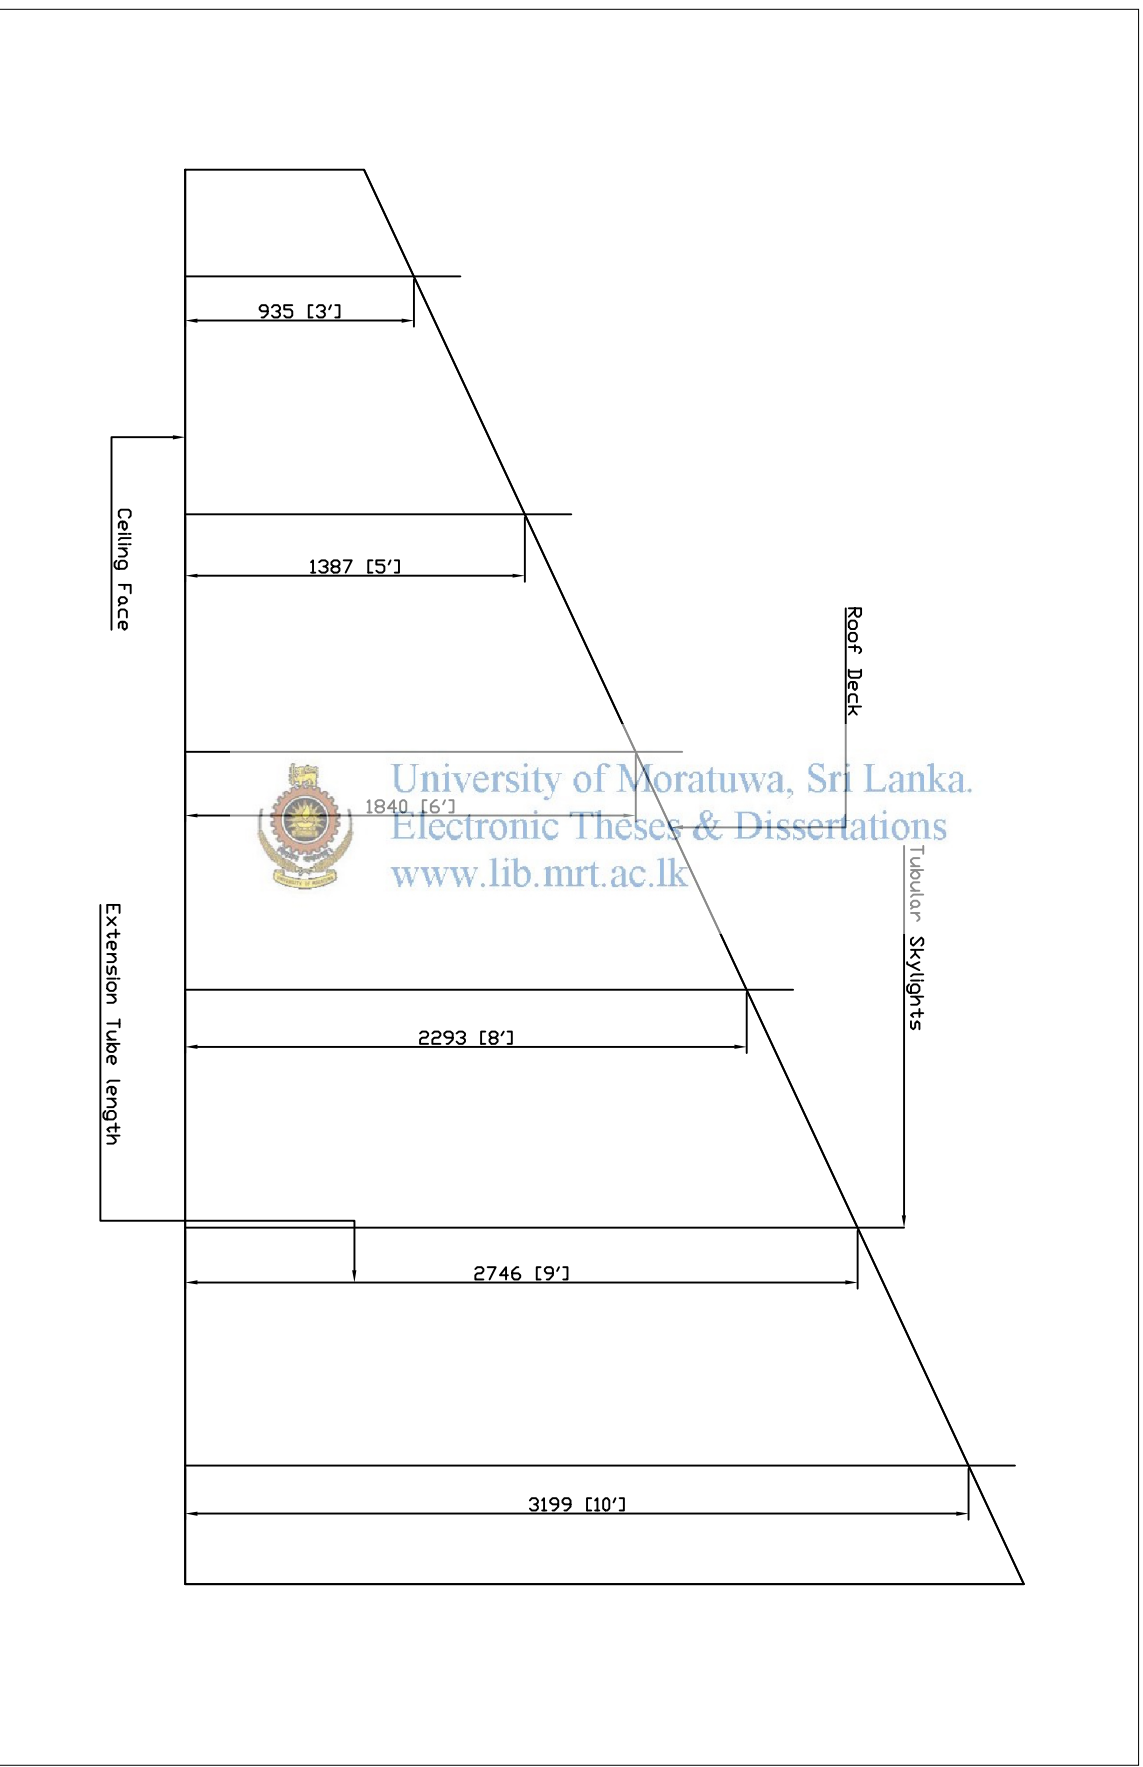 935 [3']
1387 [5']
Ceiling Face
Roof Deck
University of Moratuwa, Sri Lanka.
1840 [6']
Electronic Theses & Dissertations
www.lib.mrt.ac.lk
Tubular Skylights
Extension Tube length
2293 [8']
2746 [9']
3199 [10']